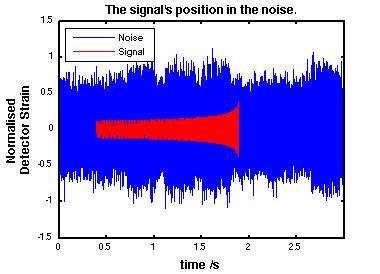 The signal's position in the noise.
Noise
Signal
1.5
1
0.5
0
-0.5
-1
-1.5
Normalised
Detector Strain
0 0.5 1 1.5 2 2.5
time /s